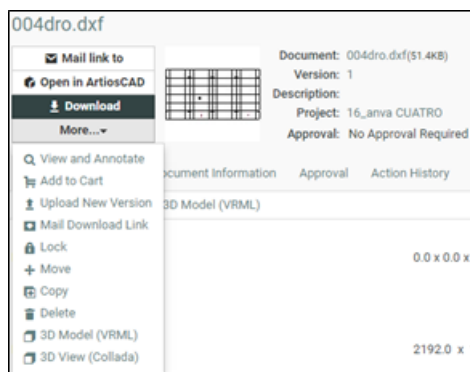 004dro.dxf
Mail link to
Open in ArtiosCAD
Download
More...
Document: 004dro.dxf(51.4KB)
Version: 1
Description:
Project: 16_anva CUATRO
Approval: No Approval Required
View and Annotate
Add to Cart
Upload New Version
Mail Download Link
Lock
Move
Copy
Delete
3D Model (VRML)
3D View (Collada)
ocument Information Approval Action History
3D Model (VRML)
0.0 x 0.0 x
2192.0 x